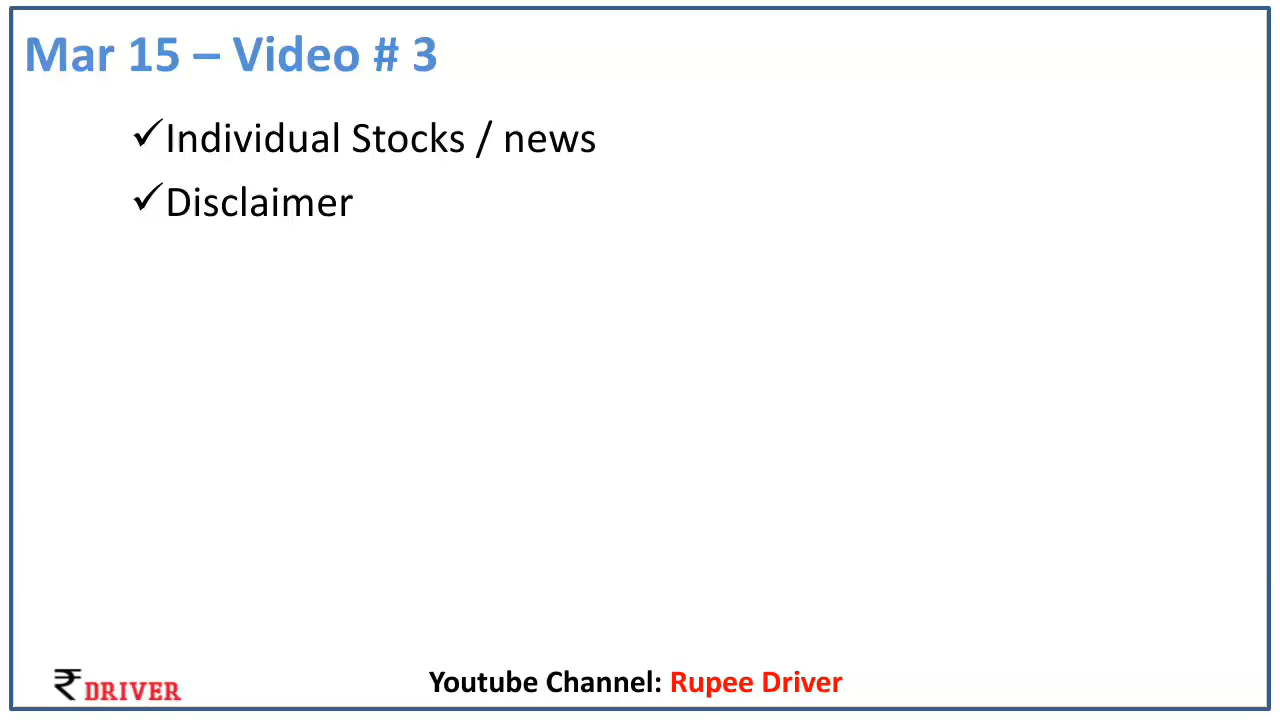 Mar 15 – Video # 3
✓Individual Stocks / news
✓Disclaimer
₹ DRIVER
Youtube Channel: Rupee Driver